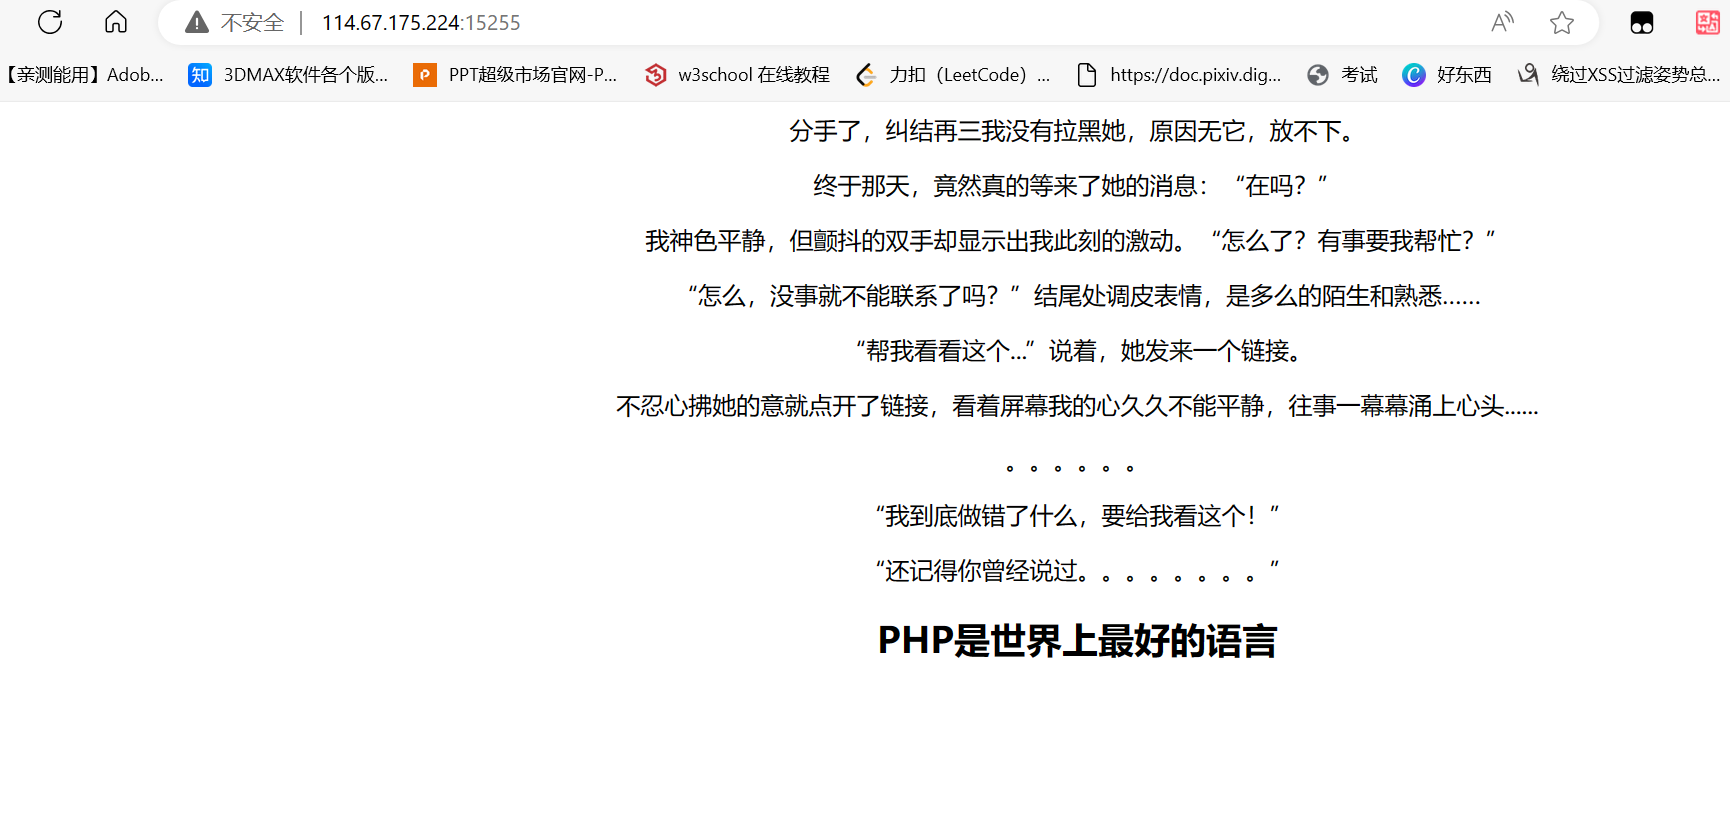 不安全 | 114.67.175.224:15255
【亲测能用】Adob... 3DMAX软件各个版... PPT超级市场官网-P... w3school 在线教程 力扣（LeetCode）... https://doc.pixiv.dig... 考试 好东西 绕过XSS过滤姿势总...
分手了，纠结再三我没有拉黑她，原因无它，放不下。
终于那天，竟然真的等来了她的消息：“在吗？”
我神色平静，但颤抖的双手却显示出我此刻的激动。“怎么了？有事要我帮忙？”
“怎么，没事就不能联系了吗？”结尾处调皮表情，是多么的陌生和熟悉……
“帮我看看这个...”说着，她发来一个链接。
不忍心拂她的意就点开了链接，看着屏幕我的心久久不能平静，往事一幕幕涌上心头......
。。。。。。
“我到底做错了什么，要给我看这个！”
“还记得你曾经说过。。。。。。。。”
PHP是世界上最好的语言